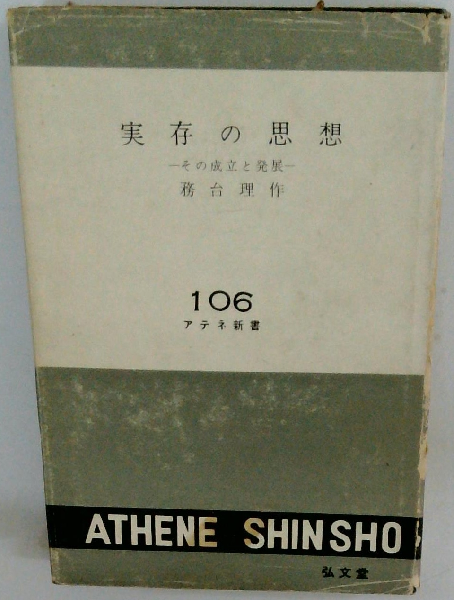 実存の思想
―その成立と発展―
務台理作
106
アテネ新書
ATHENE SHINSHO
弘文堂